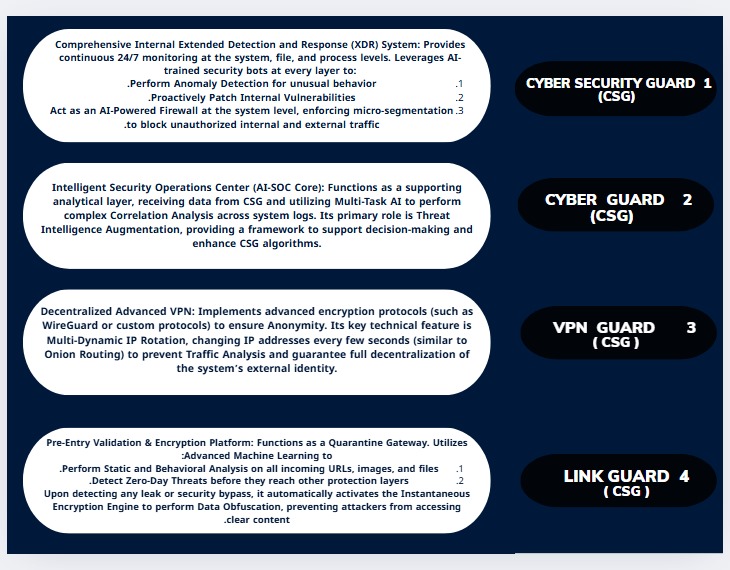 Comprehensive Internal Extended Detection and Response (XDR) System: Provides
continuous 24/7 monitoring at the system, file, and process levels. Leverages AI-
trained security bots at every layer to:
.Perform Anomaly Detection for unusual behavior .1
.Proactively Patch Internal Vulnerabilities .2
Act as an AI-Powered Firewall at the system level, enforcing micro-segmentation .3
.to block unauthorized internal and external traffic
CYBER SECURITY GUARD 1
(CSG)
Intelligent Security Operations Center (AI-SOC Core): Functions as a supporting
analytical layer, receiving data from CSG and utilizing Multi-Task AI to perform
complex Correlation Analysis across system logs. Its primary role is Threat
Intelligence Augmentation, providing a framework to support decision-making and
enhance CSG algorithms.
CYBER GUARD 2
(CSG)
Decentralized Advanced VPN: Implements advanced encryption protocols (such as
WireGuard or custom protocols) to ensure Anonymity. Its key technical feature is
Multi-Dynamic IP Rotation, changing IP addresses every few seconds (similar to
Onion Routing) to prevent Traffic Analysis and guarantee full decentralization of
the system's external identity.
VPN GUARD 3
( CSG )
Pre-Entry Validation & Encryption Platform: Functions as a Quarantine Gateway. Utilizes
:Advanced Machine Learning to
.Perform Static and Behavioral Analysis on all incoming URLs, images, and files .1
.Detect Zero-Day Threats before they reach other protection layers .2
Upon detecting any leak or security bypass, it automatically activates the Instantaneous
Encryption Engine to perform Data Obfuscation, preventing attackers from accessing
.clear content
LINK GUARD 4
( CSG )